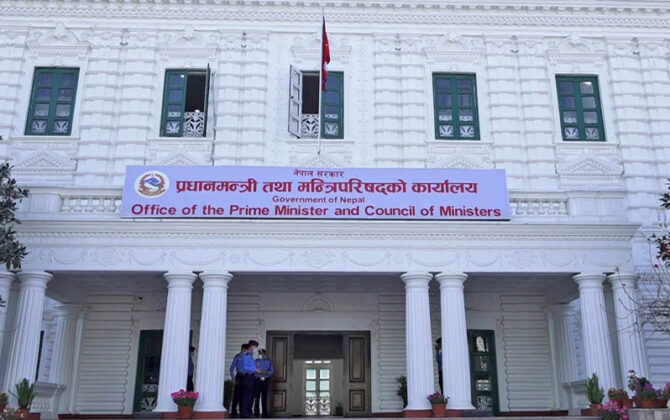 नेपाल सरकार
प्रधानमन्त्री तथा मन्त्रिपरिषद्को कार्यालय
Government of Nepal
Office of the Prime Minister and Council of Ministers